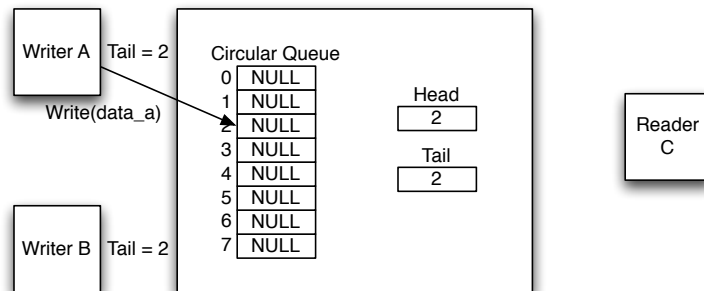 Writer A
Tail = 2
Write(data_a)
Circular Queue
0 NULL
1 NULL
2 NULL
3 NULL
4 NULL
5 NULL
6 NULL
7 NULL
Head
2
Tail
2
Reader
C
Writer B
Tail = 2